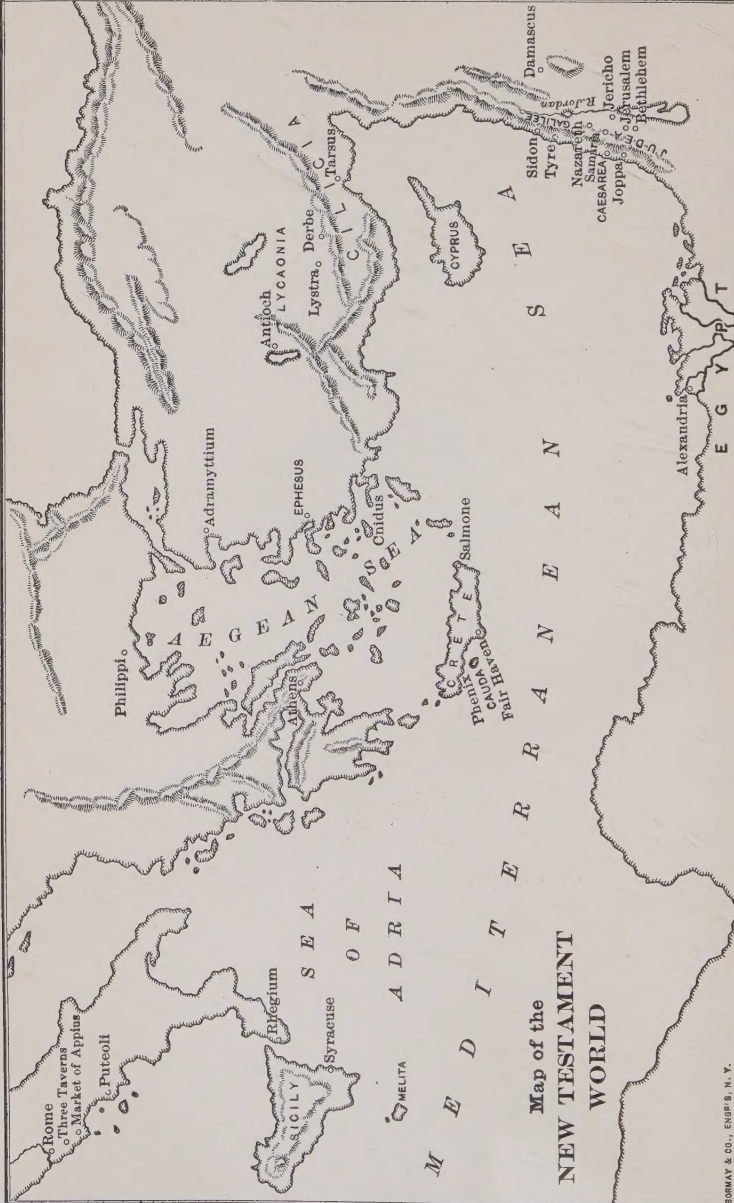 Map of the
NEW TESTAMENT
WORLD
Rome
Three Taverns
Market of Appius
Puteoli
Rhegium
SICILY
Syracuse
MELITA
SEA
OF
ADRIA
Philippi
AEGEAN SEA
Athens
Adramyttium
EPHESUS
Cnidus
CRETE
Salmone
Phenix
CAUDA
Fair Havens
Antioch
LYCAONIA
Lystra
Derbe
CILICIA
Tarsus
CYPRUS
MEDITERRANEAN SEA
Damascus
Sidon
Tyre
GALILEE
R. Jordan
Nazareth
Samaria
CAESAREA
Joppa
JUDEA
Jericho
Jerusalem
Bethlehem
Alexandria
EGYPT
BORMAY & CO., ENGR'S, N. Y.